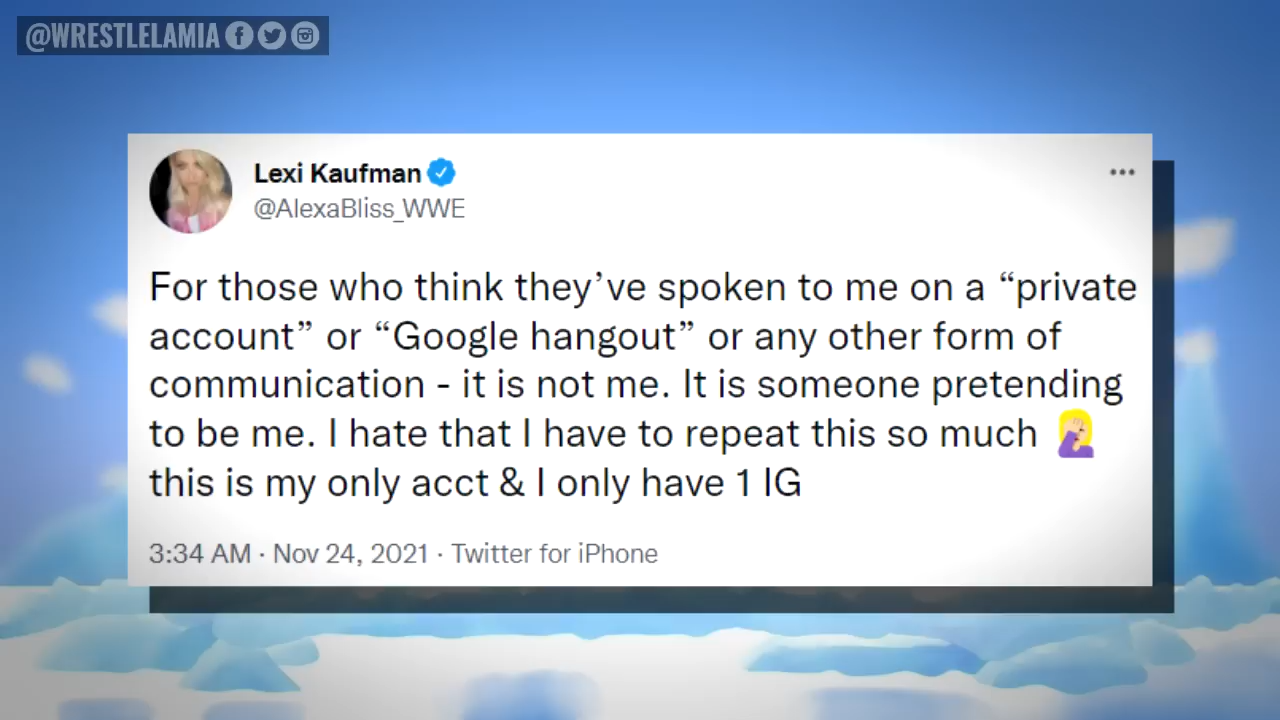 @WRESTLELAMIA
Lexi Kaufman
@AlexaBliss_WWE
For those who think they’ve spoken to me on a “private
account” or “Google hangout” or any other form of
communication - it is not me. It is someone pretending
to be me. I hate that I have to repeat this so much 🤦🏼‍♀️
this is my only acct & I only have 1 IG
3:34 AM · Nov 24, 2021 · Twitter for iPhone